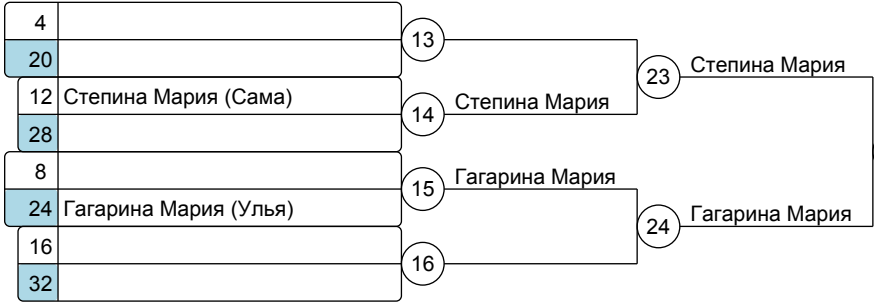 4
13
20
23 Степина Мария
12 Степина Мария (Сама)
14 Степина Мария
28
8
15 Гагарина Мария
24 Гагарина Мария (Улья)
24 Гагарина Мария
16
16
32